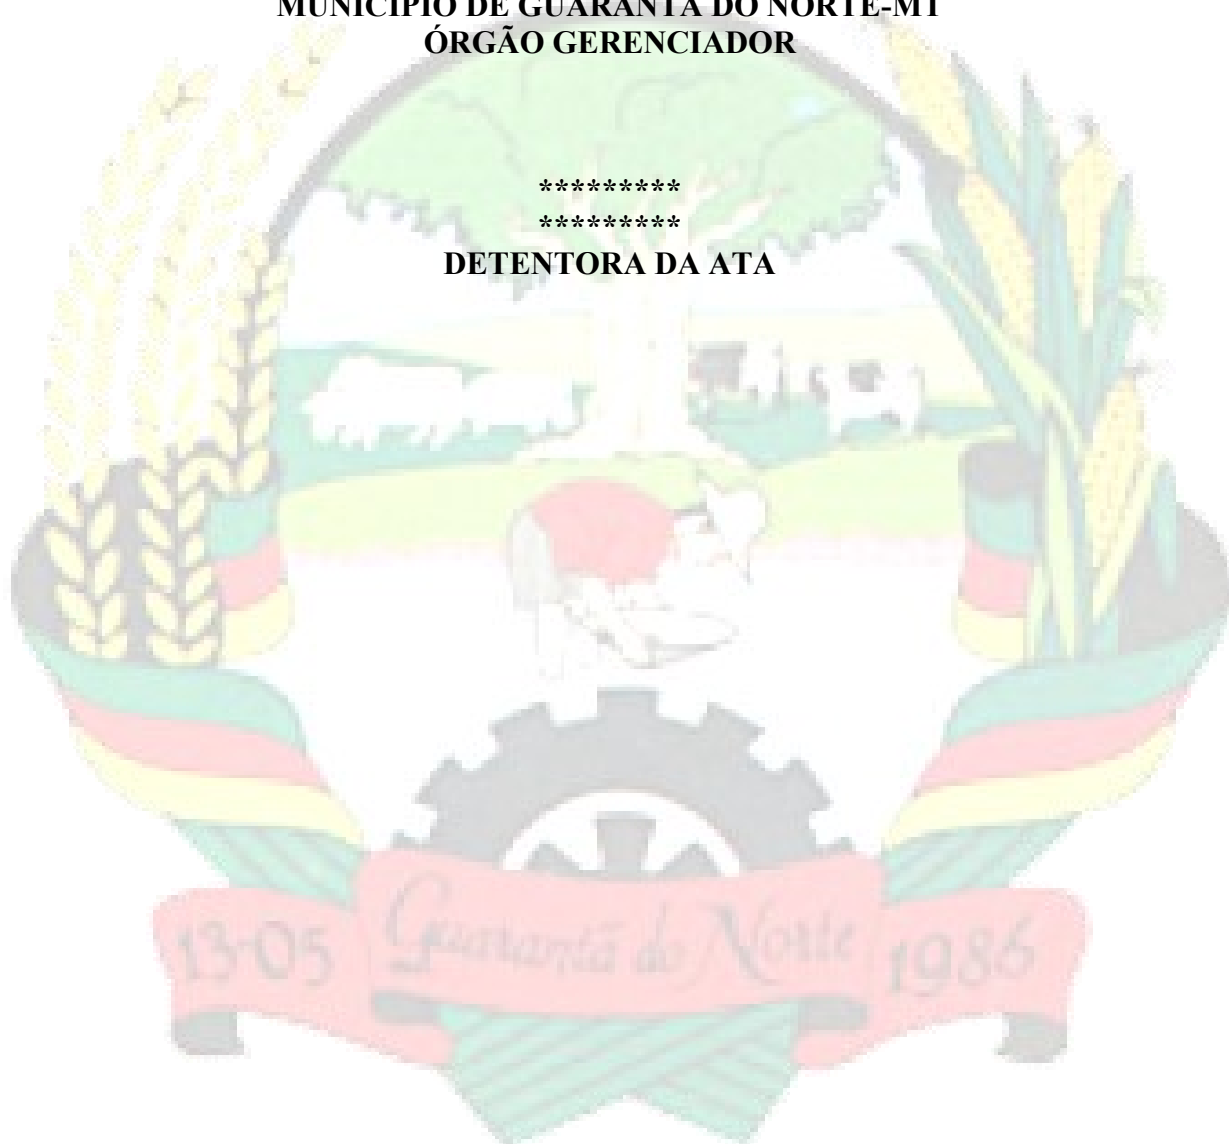 MUNICÍPIO DE GUARANTÃ DO NORTE-MT
ÓRGÃO GERENCIADOR
*********
*********
DETENTORA DA ATA
13-05 Guarantã do Norte 1986